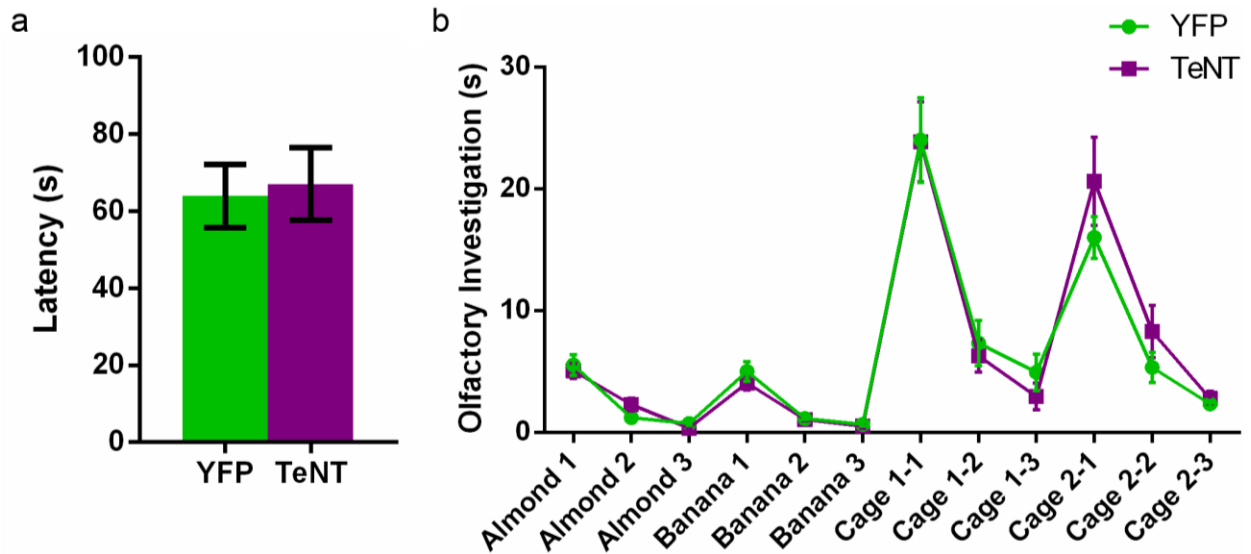 a
Latency (s)
100
80
60
40
20
0
YFP TeNT
b
YFP
TeNT
Olfactory Investigation (s)
30
20
10
0
Almond 1
Almond 2
Almond 3
Banana 1
Banana 2
Banana 3
Cage 1-1
Cage 1-2
Cage 1-3
Cage 2-1
Cage 2-2
Cage 2-3